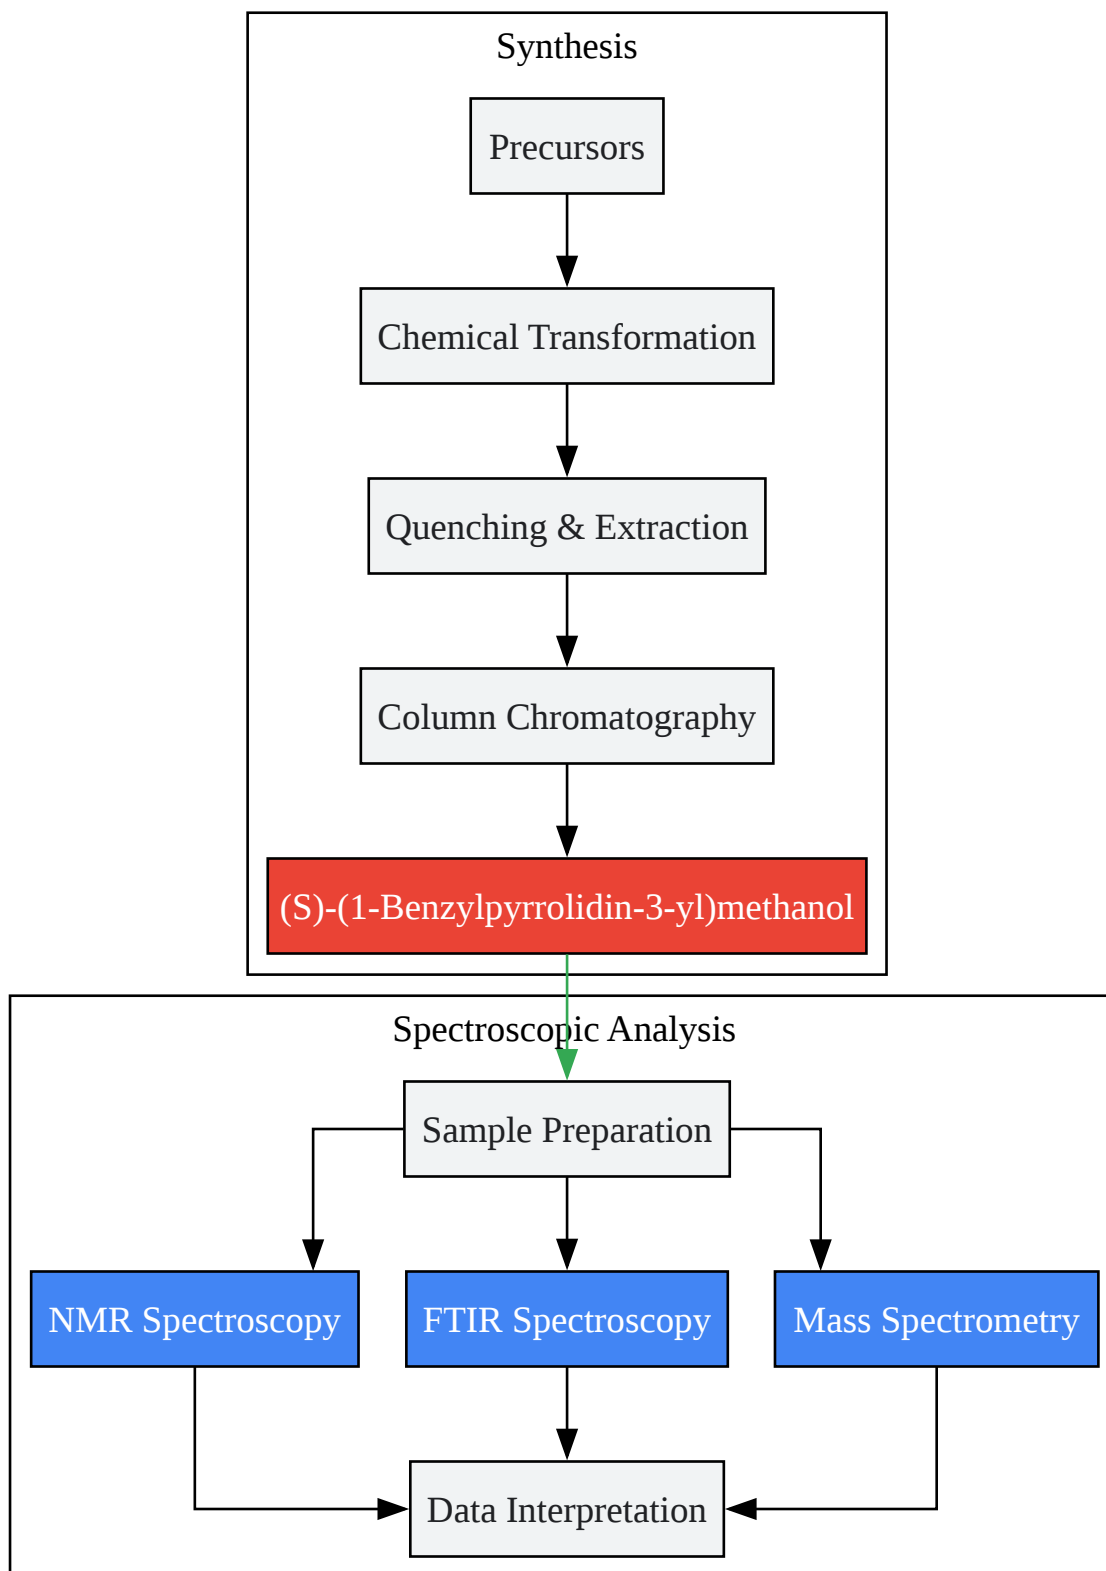 Synthesis
Precursors
Chemical Transformation
Quenching & Extraction
Column Chromatography
(S)-(1-Benzylpyrrolidin-3-yl)methanol
Spectroscopic Analysis
Sample Preparation
NMR Spectroscopy
FTIR Spectroscopy
Mass Spectrometry
Data Interpretation